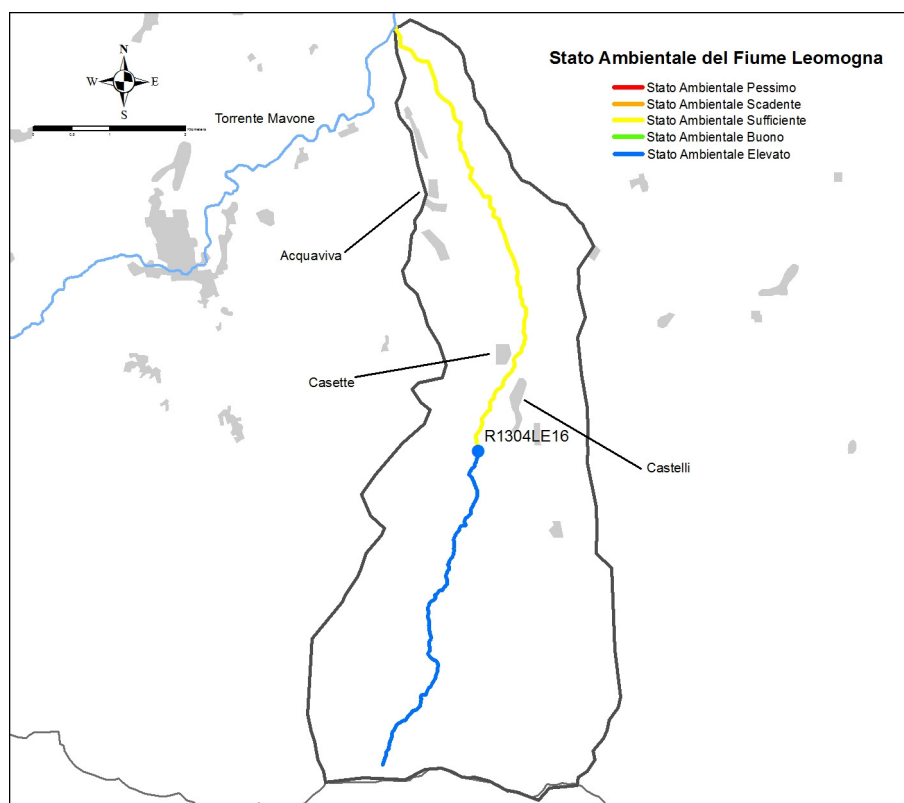 Stato Ambientale del Fiume Leomogna
N
W
E
S
Stato Ambientale Pessimo
Stato Ambientale Scadente
Stato Ambientale Sufficiente
Stato Ambientale Buono
Stato Ambientale Elevato
Torrente Mavone
Acquaviva
Casette
R1304LE16
Castelli